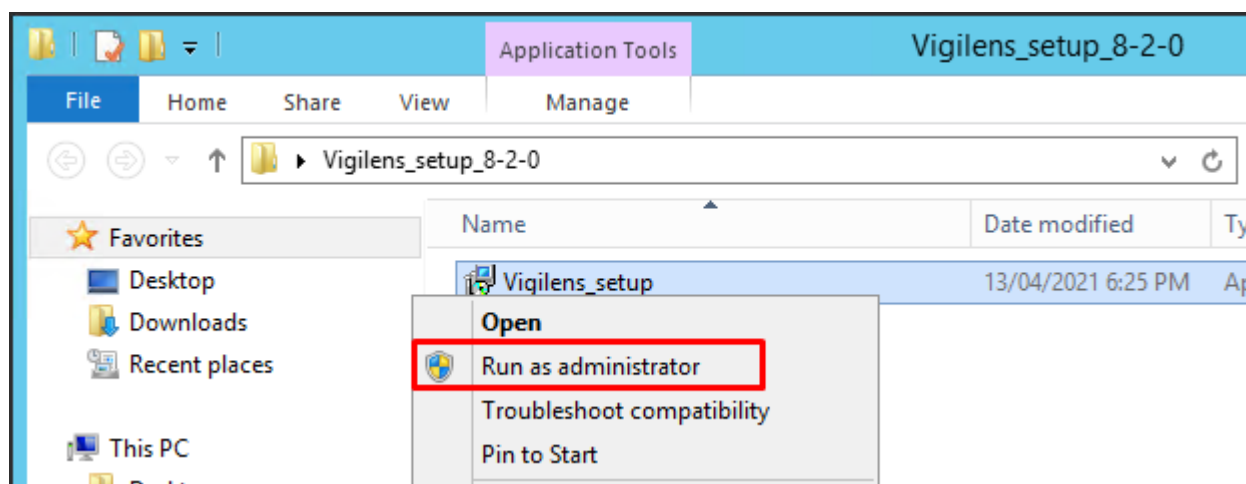 Application Tools
Vigilens_setup_8-2-0
File Home Share View Manage
Vigilens_setup_8-2-0
Name Date modified
Favorites
Desktop
Vigilens_setup 13/04/2021 6:25 PM
Downloads
Recent places
This PC
Open
Run as administrator
Troubleshoot compatibility
Pin to Start